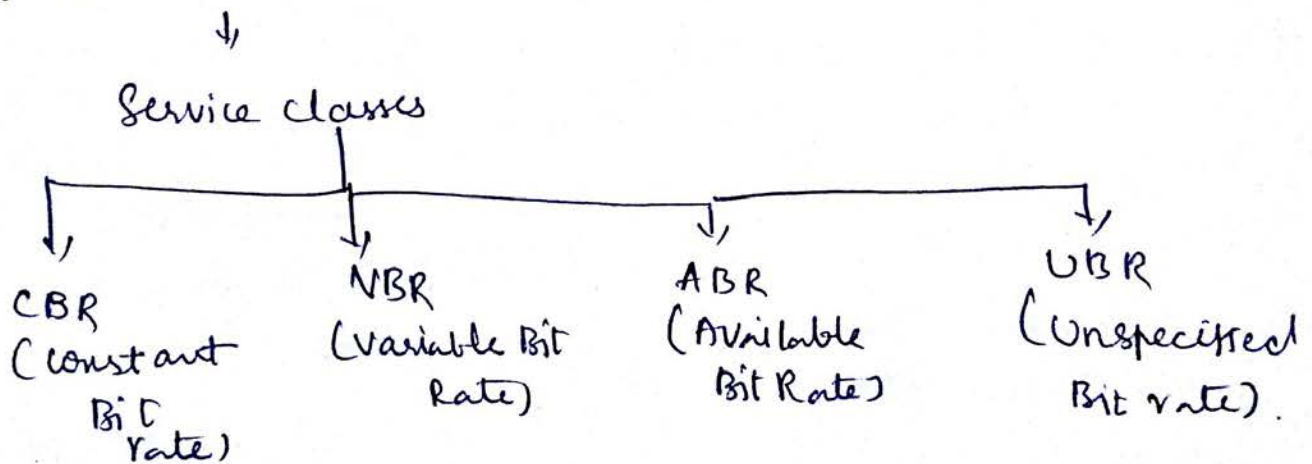 Service classes
CBR
(constant
Bit
rate)
VBR
(variable Bit
Rate)
ABR
(Available
Bit Rate)
UBR
(Unspecified
Bit rate).